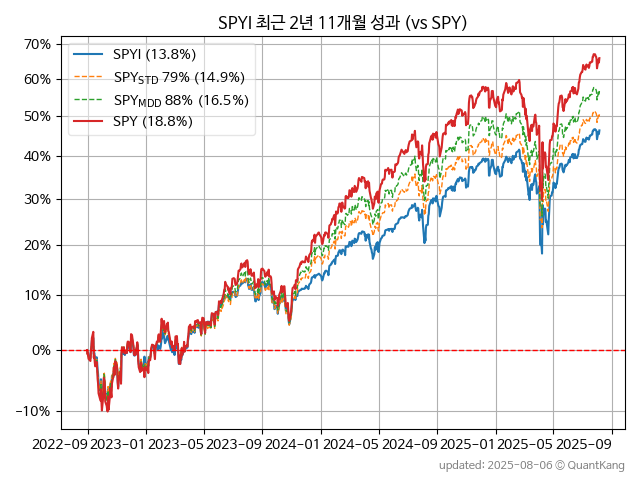 SPYI 최근 2년 11개월 성과 (vs SPY)
SPYI (13.8%)
SPY_STD 79% (14.9%)
SPY_MDD 88% (16.5%)
SPY (18.8%)
70%
60%
50%
40%
30%
20%
10%
0%
−10%
2022-09 2023-01 2023-05 2023-09 2024-01 2024-05 2024-09 2025-01 2025-05 2025-09
updated: 2025-08-06 © QuantKang